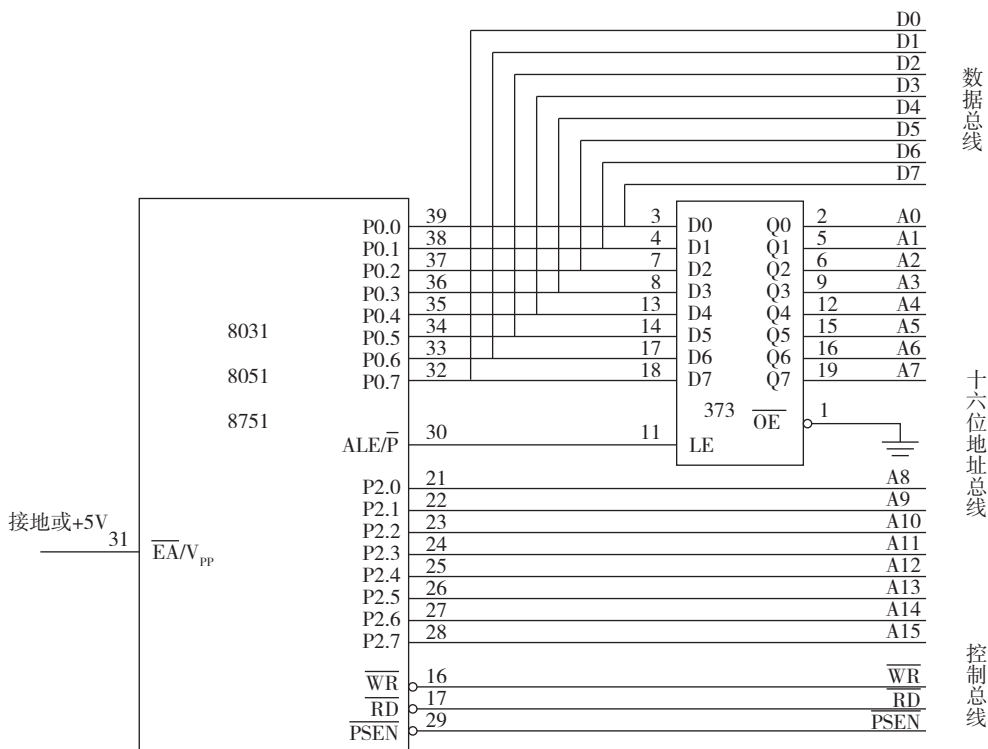 D0
D1
D2
D3
D4
D5
D6
D7
数据总线
P0.0 39 3 D0 Q0 2 A0
P0.1 38 4 D1 Q1 5 A1
P0.2 37 7 D2 Q2 6 A2
P0.3 36 8 D3 Q3 9 A3
P0.4 35 13 D4 Q4 12 A4
8031
P0.5 34 14 D5 Q5 15 A5
P0.6 33 17 D6 Q6 16 A6
P0.7 32 18 D7 Q7 19 A7
8051
8751
373 OE 1
ALE/P 30 11 LE
十六位地址总线
P2.0 21 A8
P2.1 22 A9
P2.2 23 A10
P2.3 24 A11
P2.4 25 A12
P2.5 26 A13
P2.6 27 A14
P2.7 28 A15
接地或+5V
31 EA/VPP
WR 16 WR
RD 17 RD
PSEN 29 PSEN
控制总线